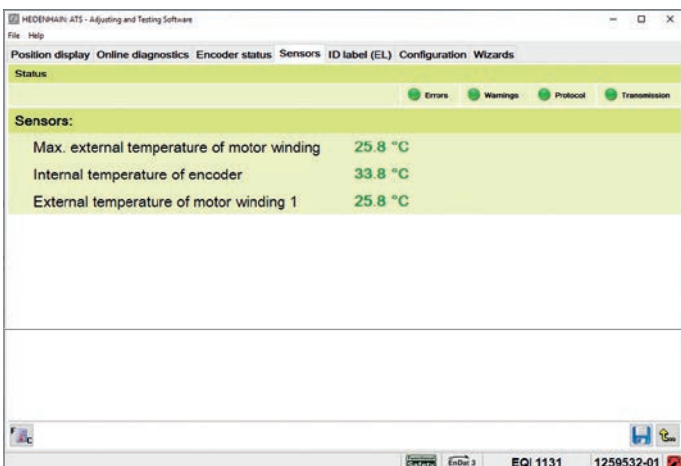 HEIDENHAIN: ATS - Adjusting and Testing Software
File Help
Position display Online diagnostics Encoder status Sensors ID label (EL) Configuration Wizards
Status
Errors Warnings Protocol Transmission
Sensors:
Max. external temperature of motor winding 25.8 °C
Internal temperature of encoder 33.8 °C
External temperature of motor winding 1 25.8 °C
F C
EnDat 3 EQI 1131 1259532-01